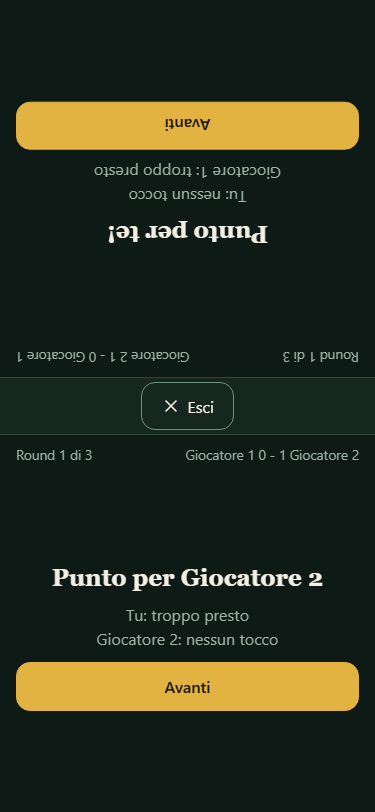 Avanti
Giocatore 1: troppo presto
Tu: nessun tocco
Punto per te!
Giocatore 2 1 - 0 Giocatore 1
Round 1 di 3
Esci
Round 1 di 3
Giocatore 1 0 - 1 Giocatore 2
Punto per Giocatore 2
Tu: troppo presto
Giocatore 2: nessun tocco
Avanti